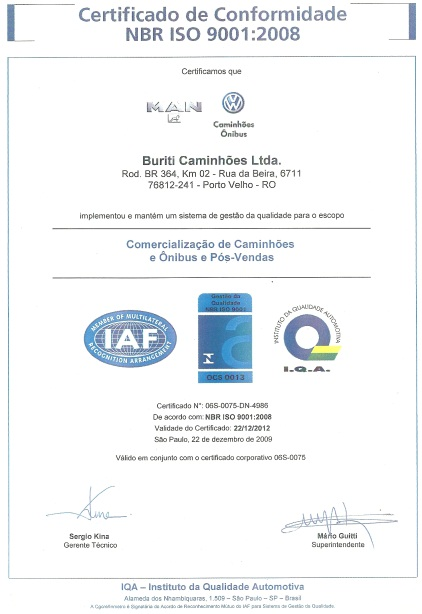 Certificado de Conformidade
NBR ISO 9001:2008
Certificamos que
MAN
Caminhões
Ônibus
Buriti Caminhões Ltda.
Rod. BR 364, Km 02 - Rua da Beira, 6711
76812-241 - Porto Velho - RO
implementou e mantém um sistema de gestão da qualidade para o escopo
Comercialização de Caminhões
e Ônibus e Pós-Vendas
MEMBER OF MULTILATERAL
IAF
RECOGNITION ARRANGEMENT
Gestão da
Qualidade
NBR ISO 9001
OCS 0013
INSTITUTO DA QUALIDADE AUTOMOTIVA
I.Q.A.
Certificado N°: 06S-0075-DN-4986
De acordo com: NBR ISO 9001:2008
Validade do Certificado: 22/12/2012
São Paulo, 22 de dezembro de 2009
Válido em conjunto com o certificado corporativo 06S-0075
Sergio Kina
Gerente Técnico
Mário Guitti
Superintendente
IQA – Instituto da Qualidade Automotiva
Alameda dos Nhambiquaras, 1.509 – São Paulo – SP – Brasil
é Signatária do Acordo de Reconhecimento Mútuo do IAF para Sistema de Gestão da Qualidade.